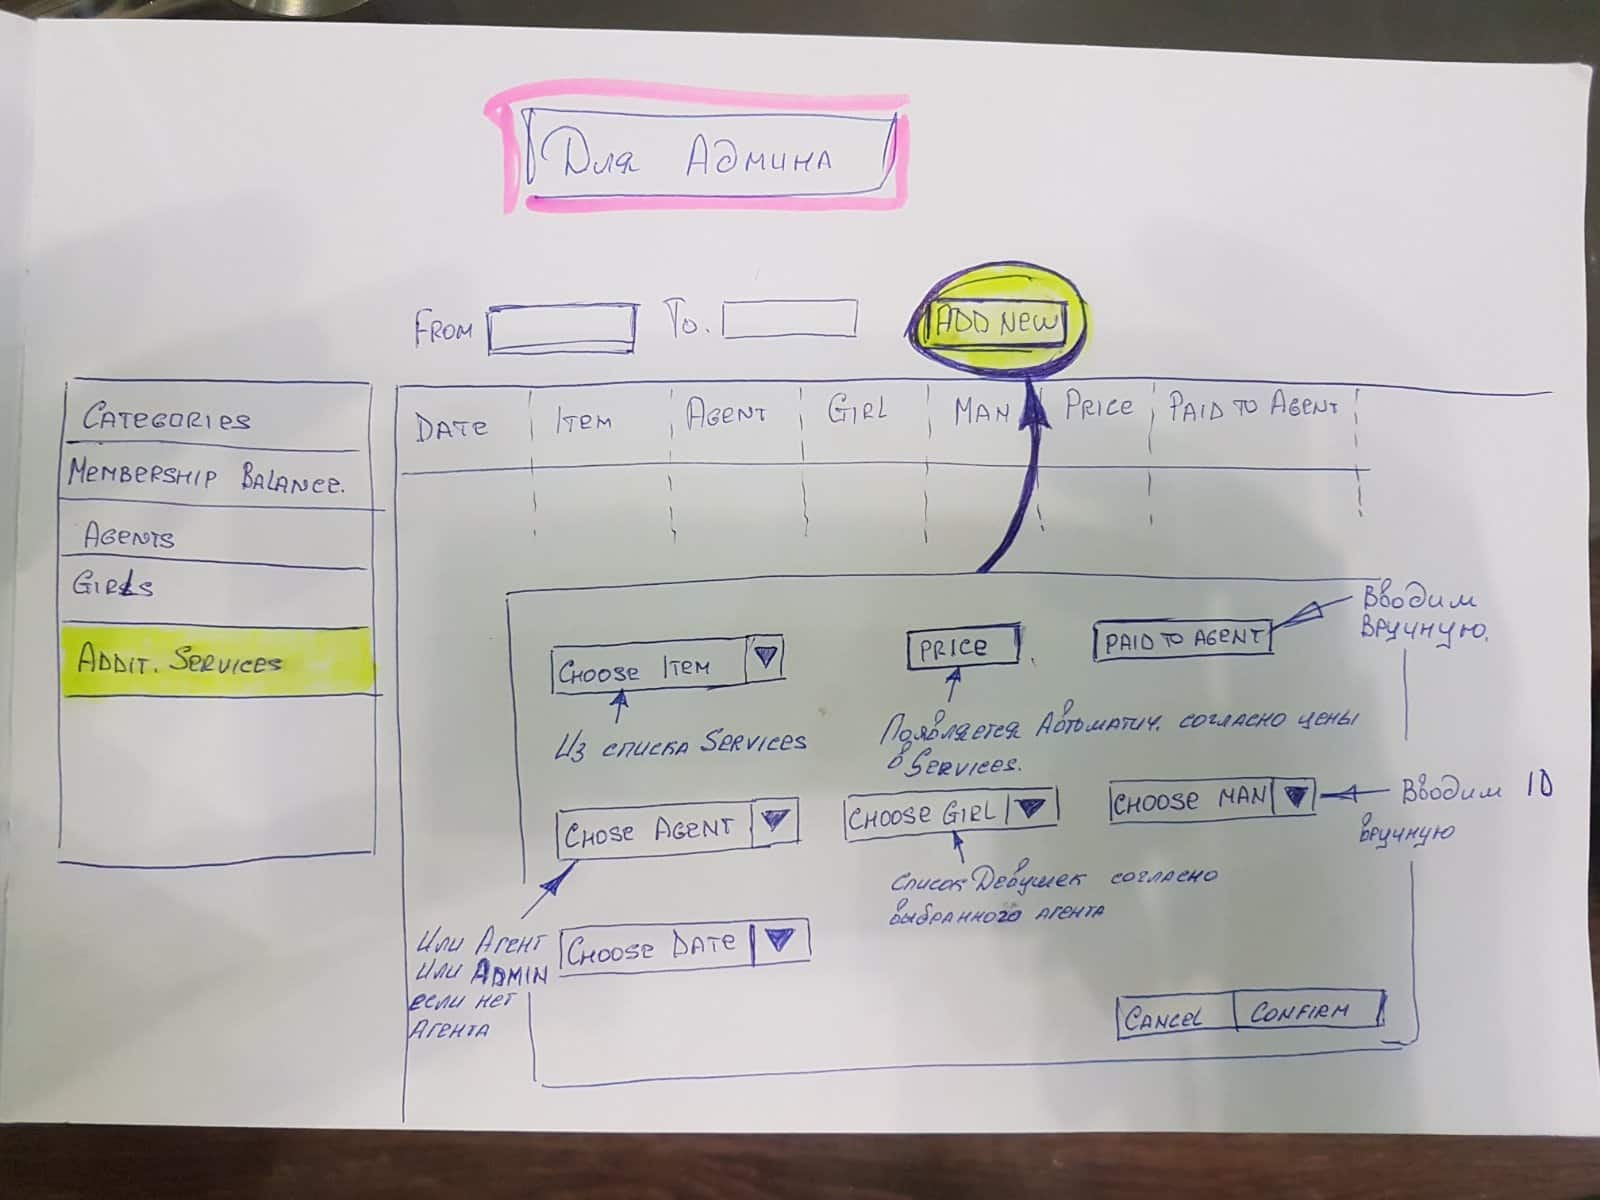 Для Админа
FROM
To.
ADD NEW
CATEGORIES
MEMBERSHIP BALANCE.
AGENTS
GIRLS
ADDIT. SERVICES
DATE ITEM AGENT GIRL MAN PRICE PAID TO AGENT
CHOOSE ITEM
PRICE
PAID TO AGENT
Вводим
вручную.
Из списка SERVICES
Появляется Автоматич. согласно цены
в SERVICES.
CHOSE AGENT
CHOOSE GIRL
CHOOSE MAN
Вводим ID
вручную
Список Девушек согласно
выбранного агента
Или Агент
или ADMIN
если нет
Агента
CHOOSE DATE
CANCEL
CONFIRM